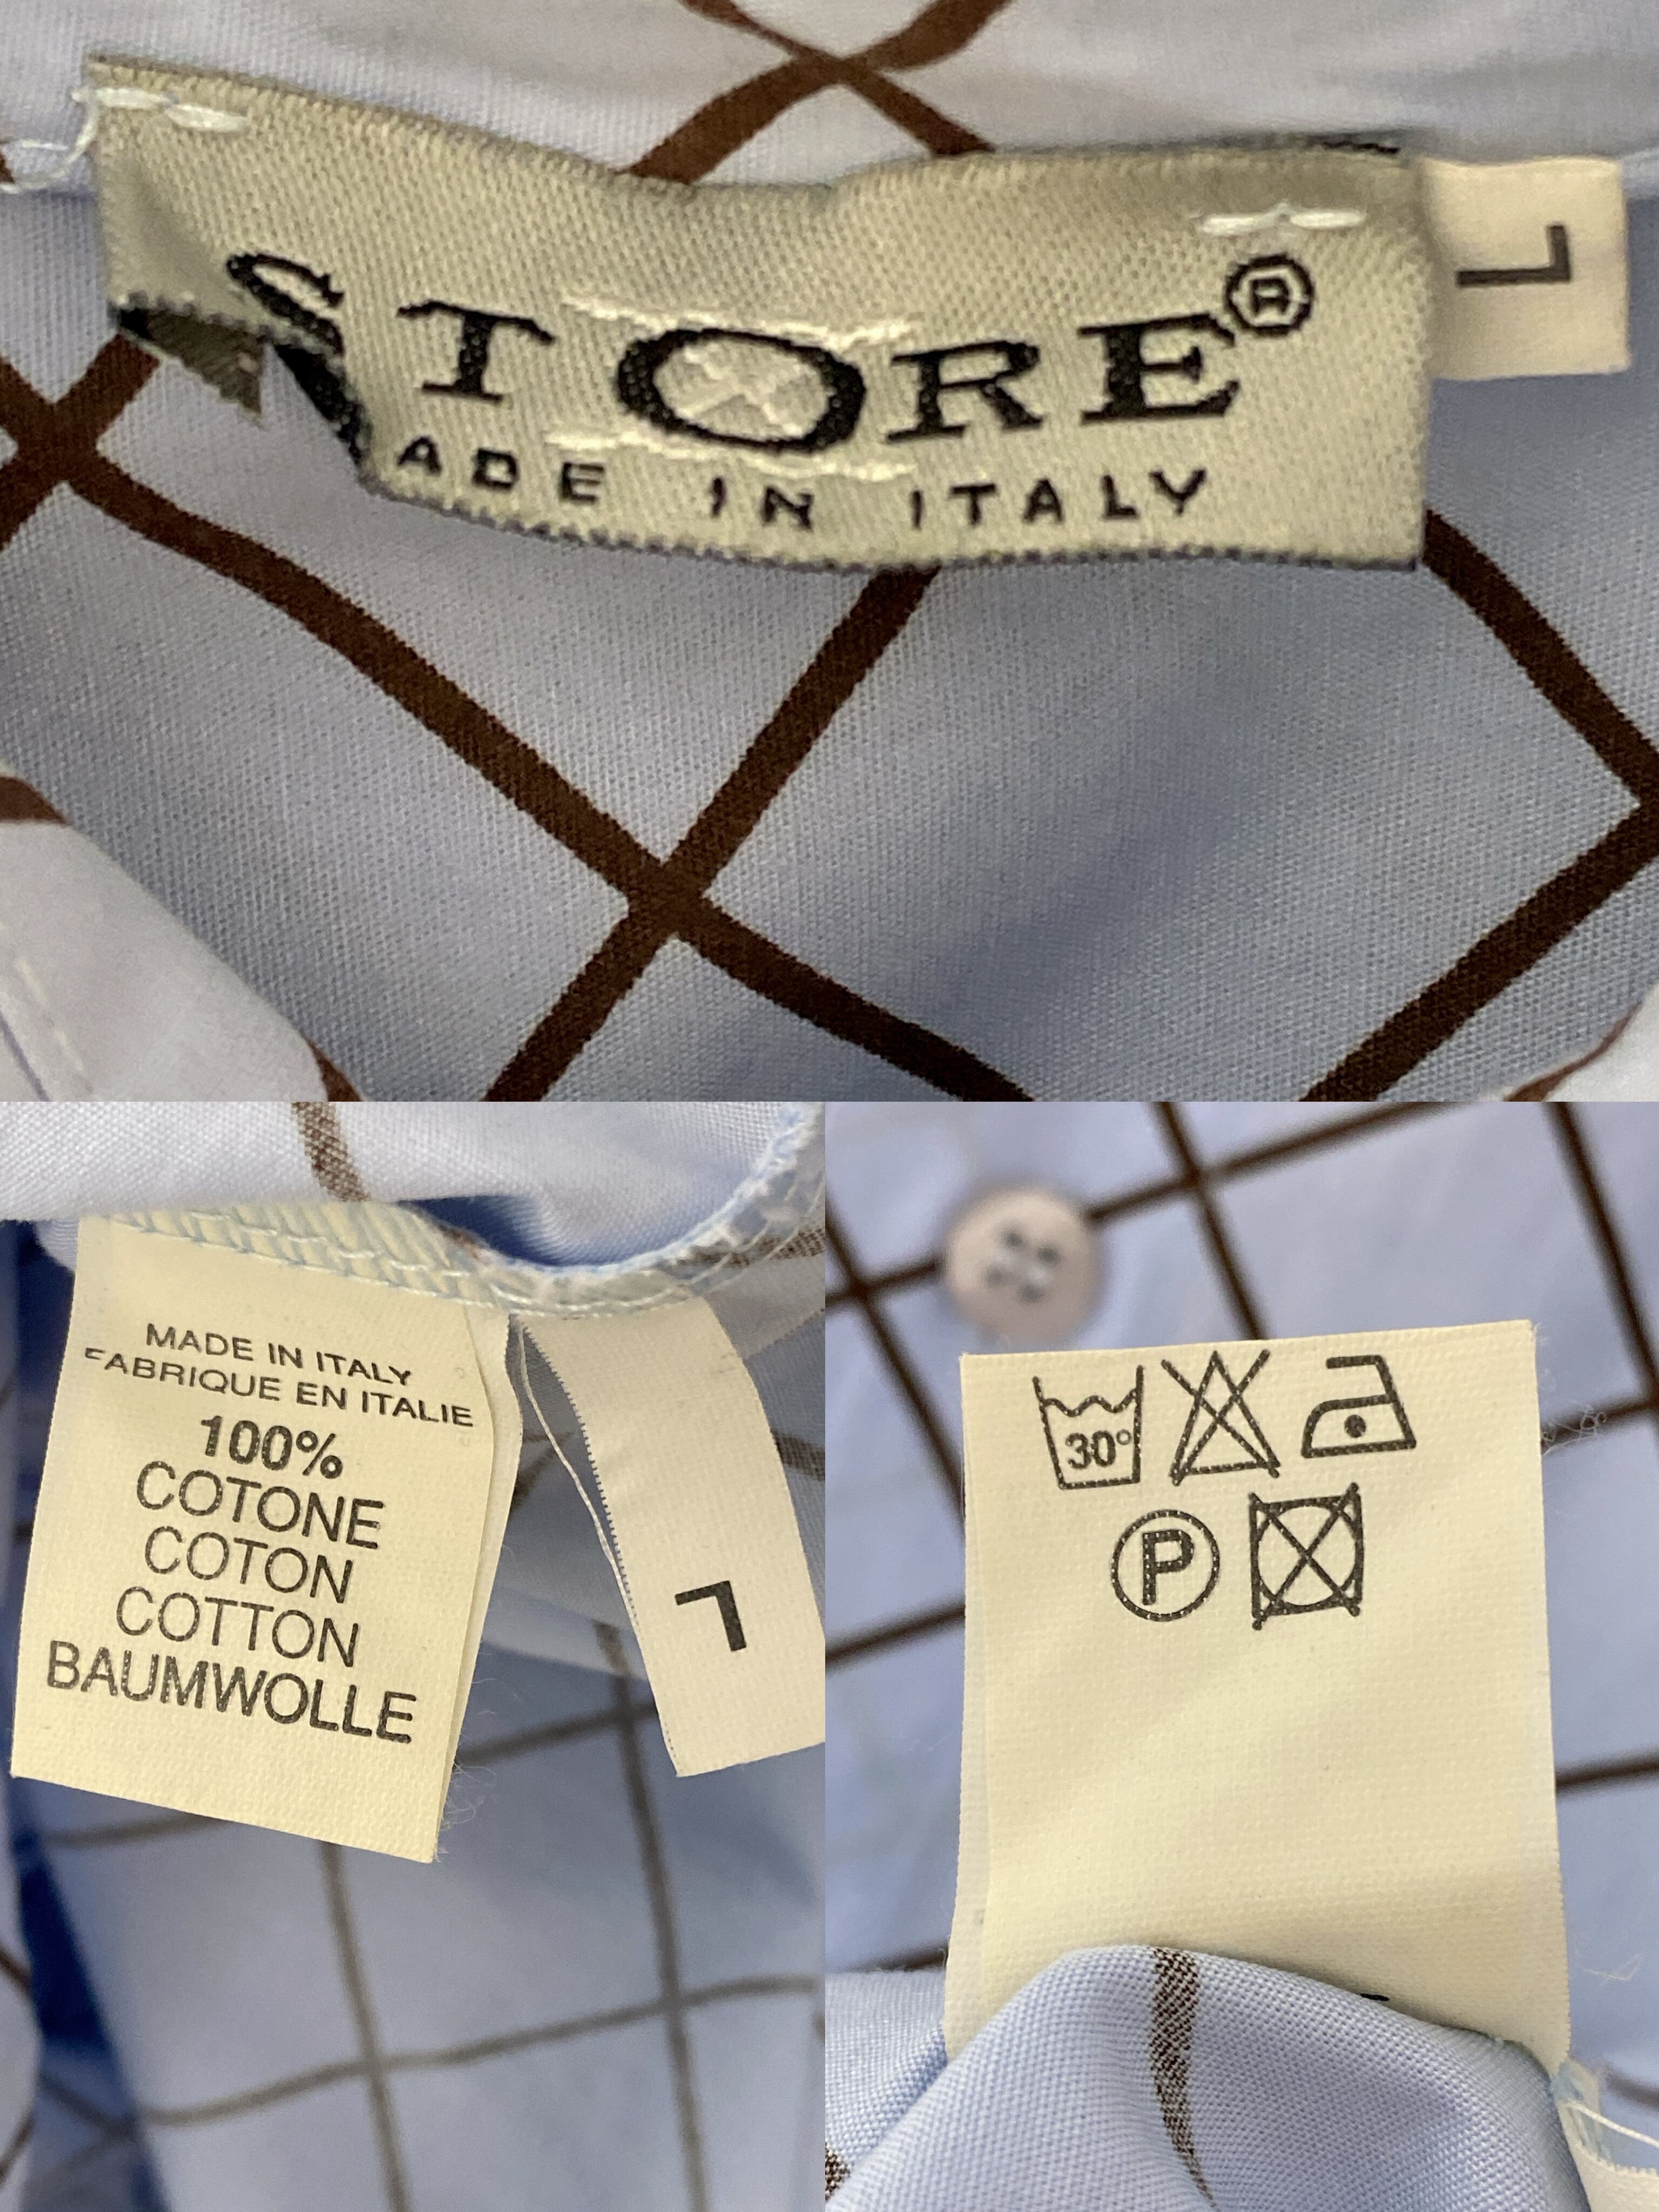 STORE®
ADE IN ITALY
L
MADE IN ITALY
FABRIQUE EN ITALIE
100%
COTONE
COTON
COTTON
BAUMWOLLE
L
30°
P